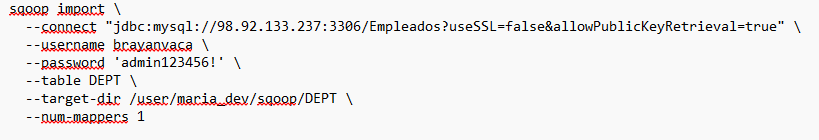 sqoop import \
--connect "jdbc:mysql://98.92.133.237:3306/Empleados?useSSL=false&allowPublicKeyRetrieval=true" \
--username brayanvaca \
--password 'admin123456!' \
--table DEPT \
--target-dir /user/maria_dev/sqoop/DEPT \
--num-mappers 1